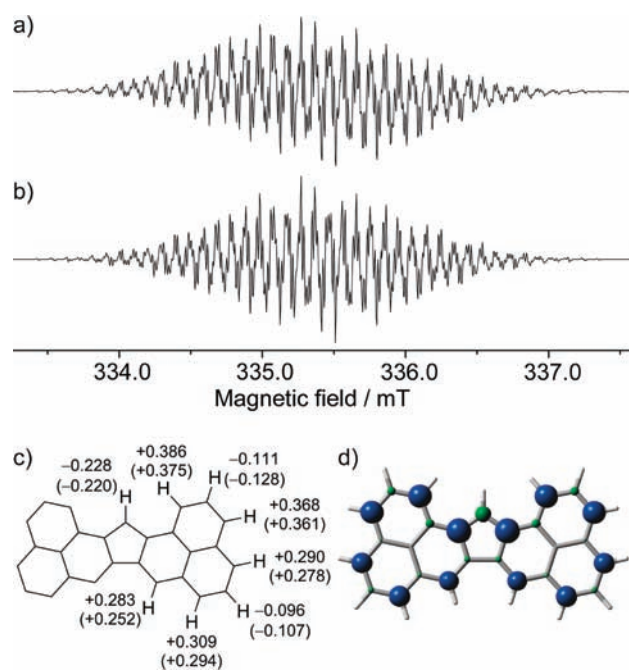 a)
b)
334.0 335.0 336.0 337.0
Magnetic field / mT
c)
d)
−0.228
(−0.220)
H
+0.386
(+0.375)
H
−0.111
(−0.128)
H
+0.368
(+0.361)
H
+0.290
(+0.278)
H
−0.096
(−0.107)
H
+0.309
(+0.294)
H
+0.283
(+0.252)
H